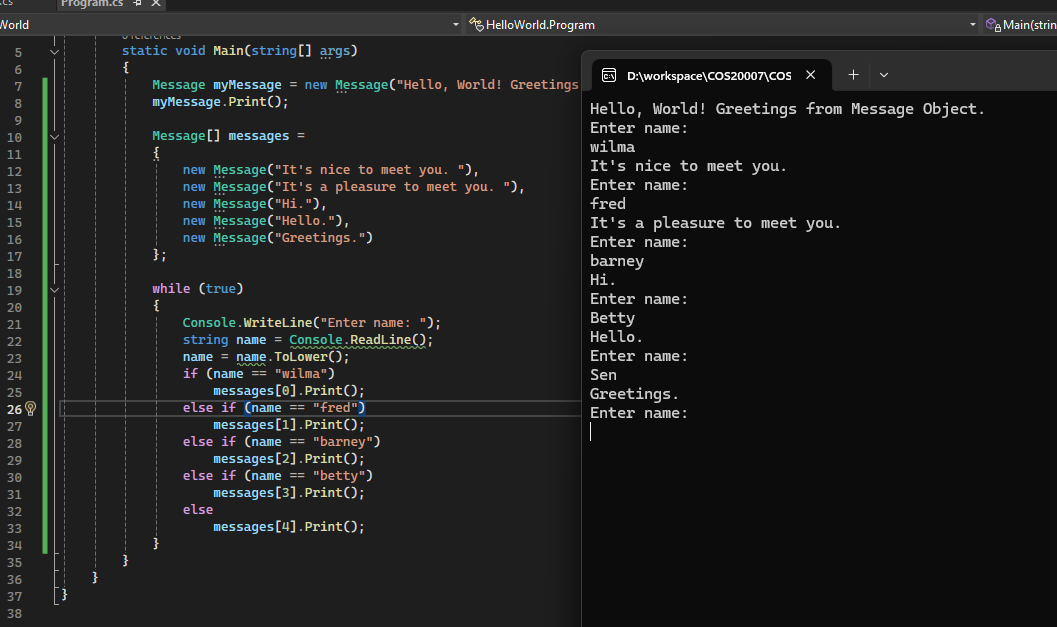 .cs
Program.cs
World
HelloWorld.Program
Main(strin
5 static void Main(string[] args)
6 {
7 Message myMessage = new Message("Hello, World! Greetings
8 myMessage.Print();
9
10 Message[] messages =
11 {
12 new Message("It's nice to meet you. "),
13 new Message("It's a pleasure to meet you. "),
14 new Message("Hi."),
15 new Message("Hello."),
16 new Message("Greetings.")
17 };
18
19 while (true)
20 {
21 Console.WriteLine("Enter name: ");
22 string name = Console.ReadLine();
23 name = name.ToLower();
24 if (name == "wilma")
25 messages[0].Print();
26 else if (name == "fred")
27 messages[1].Print();
28 else if (name == "barney")
29 messages[2].Print();
30 else if (name == "betty")
31 messages[3].Print();
32 else
33 messages[4].Print();
34 }
35 }
36 }
37 }
38
D:\workspace\COS20007\COS
Hello, World! Greetings from Message Object.
Enter name:
wilma
It's nice to meet you.
Enter name:
fred
It's a pleasure to meet you.
Enter name:
barney
Hi.
Enter name:
Betty
Hello.
Enter name:
Sen
Greetings.
Enter name: